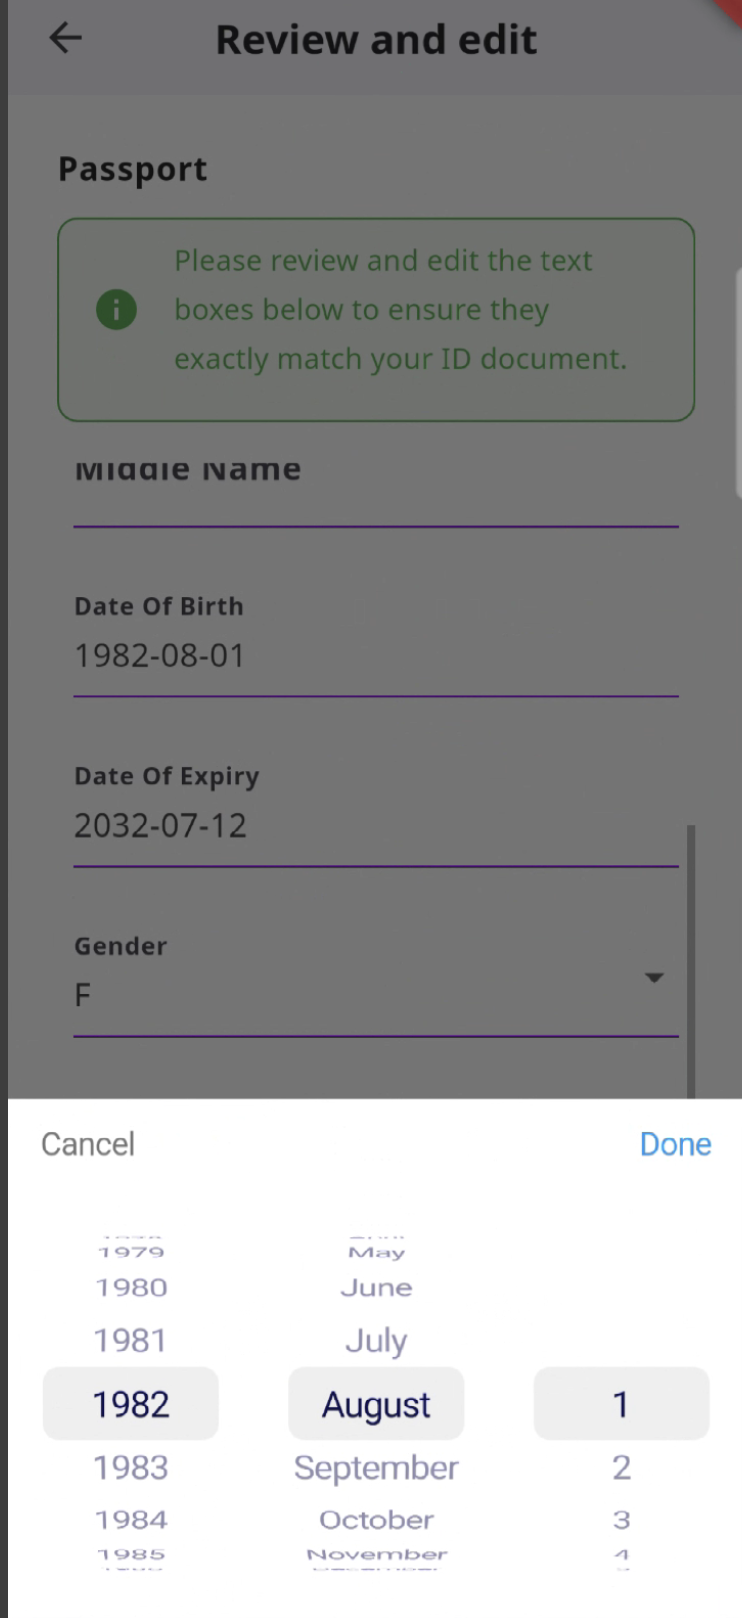 Review and edit
Passport
Please review and edit the text
boxes below to ensure they
exactly match your ID document.
Middle Name
Date Of Birth
1982-08-01
Date Of Expiry
2032-07-12
Gender
F
Cancel Done
1979 May
1980 June
1981 July
1982 August 1
1983 September 2
1984 October 3
1985 November 4